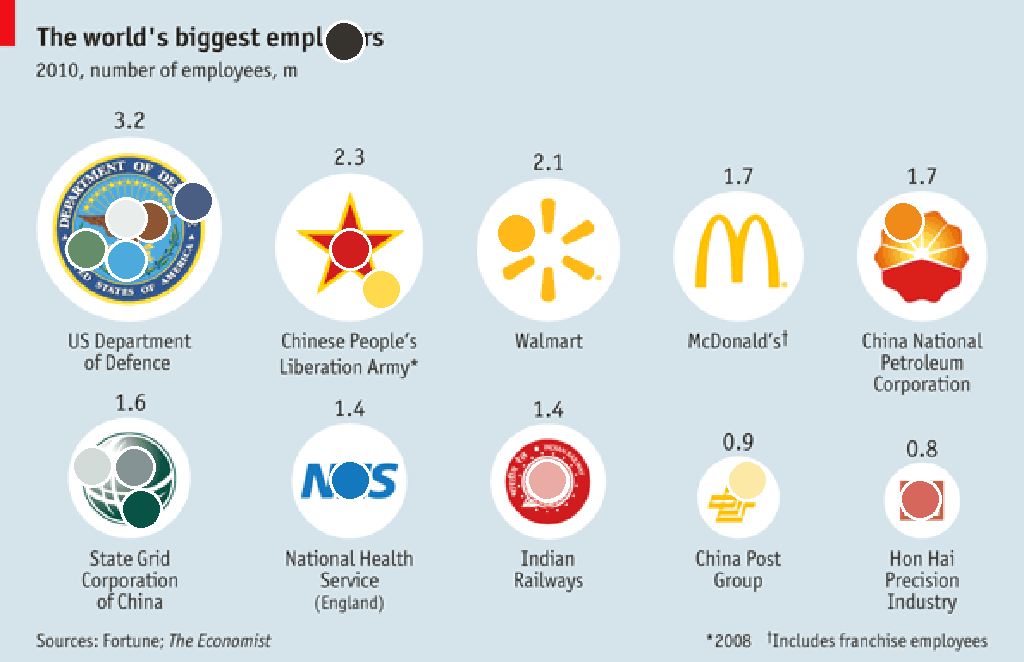 The world's biggest
2010, number of employees, m
3.2
2.3
2.1
1.7
1.7
US Department
of Defence
Chinese People's
Liberation Army*
Walmart
McDonald's†
China National
Petroleum
Corporation
1.6
1.4
1.4
0.9
0.8
State Grid
Corporation
of China
National Health
Service
(England)
Indian
Railways
China Post
Group
Hon Hai
Precision
Industry
Sources: Fortune; The Economist
*2008 †Includes franchise employees